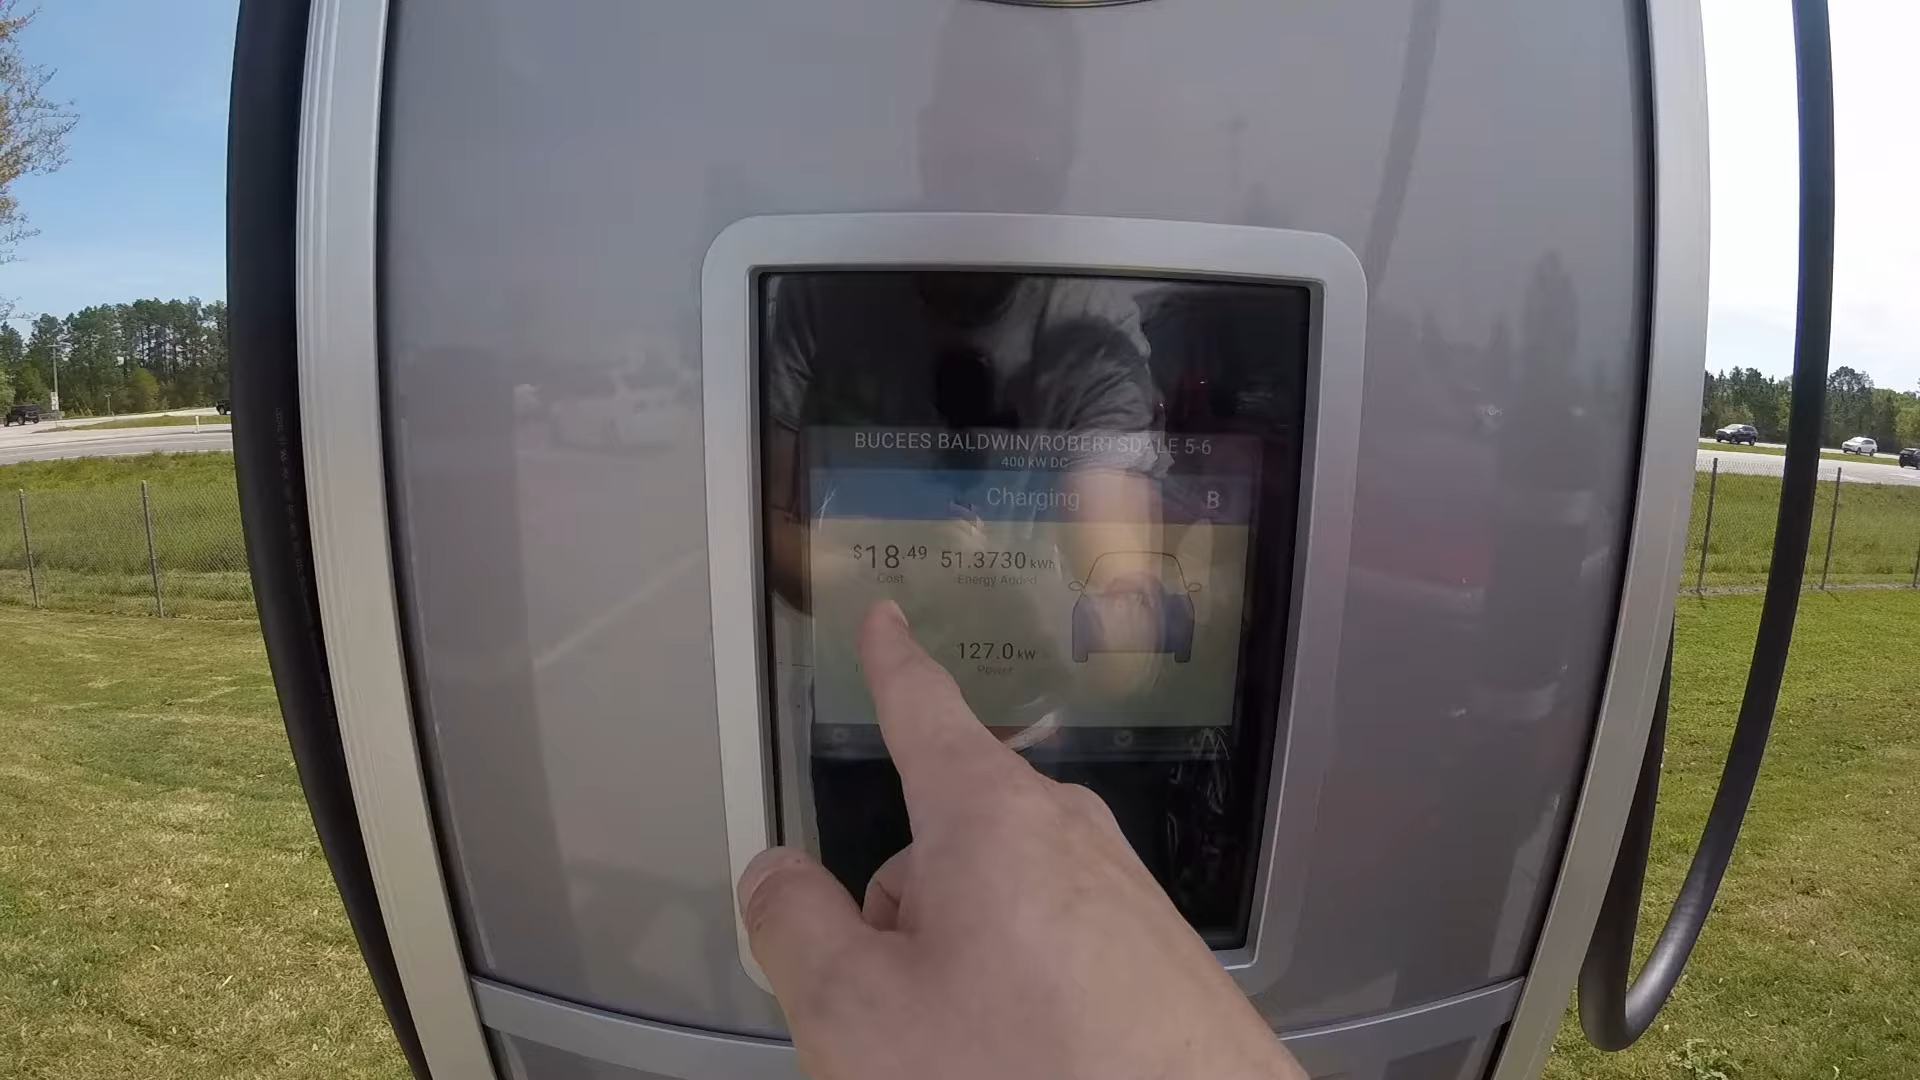 BUCEES BALDWIN/ROBERTSDALE 5-6
400 kW DC
Charging B
$18.49 51.3730 kWh
Cost Energy Added
127.0 kW
Power